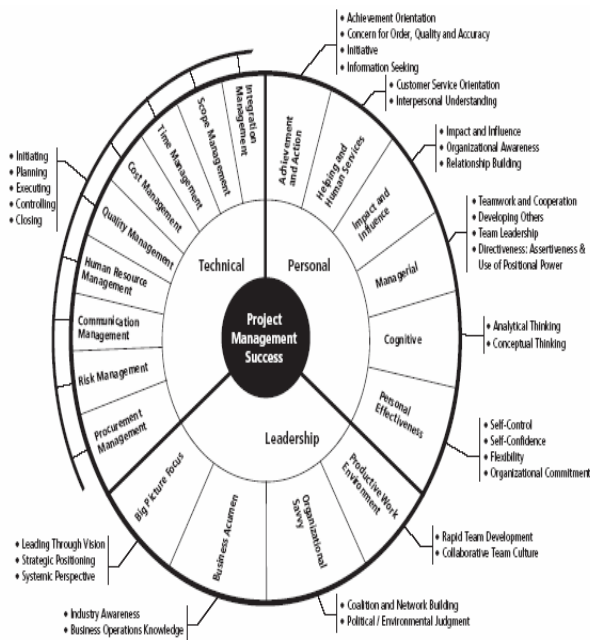 Project
Management
Success
Technical
Personal
Leadership
Integration
Management
Scope
Management
Time Management
Cost Management
Quality Management
Human Resource
Management
Communication
Management
Risk Management
Procurement
Management
♦ Initiating
♦ Planning
♦ Executing
♦ Controlling
♦ Closing
Achievement
and Action
♦ Achievement Orientation
♦ Concern for Order, Quality and Accuracy
♦ Initiative
♦ Information Seeking
Helping and
Human Services
♦ Customer Service Orientation
♦ Interpersonal Understanding
Impact and
Influence
♦ Impact and Influence
♦ Organizational Awareness
♦ Relationship Building
Managerial
♦ Teamwork and Cooperation
♦ Developing Others
♦ Team Leadership
♦ Directiveness: Assertiveness &
Use of Positional Power
Cognitive
♦ Analytical Thinking
♦ Conceptual Thinking
Personal
Effectiveness
♦ Self-Control
♦ Self-Confidence
♦ Flexibility
♦ Organizational Commitment
Productive Work
Environment
♦ Rapid Team Development
♦ Collaborative Team Culture
Organizational
Savvy
♦ Coalition and Network Building
♦ Political / Environmental Judgment
Business Acumen
♦ Industry Awareness
♦ Business Operations Knowledge
Big Picture Focus
♦ Leading Through Vision
♦ Strategic Positioning
♦ Systemic Perspective